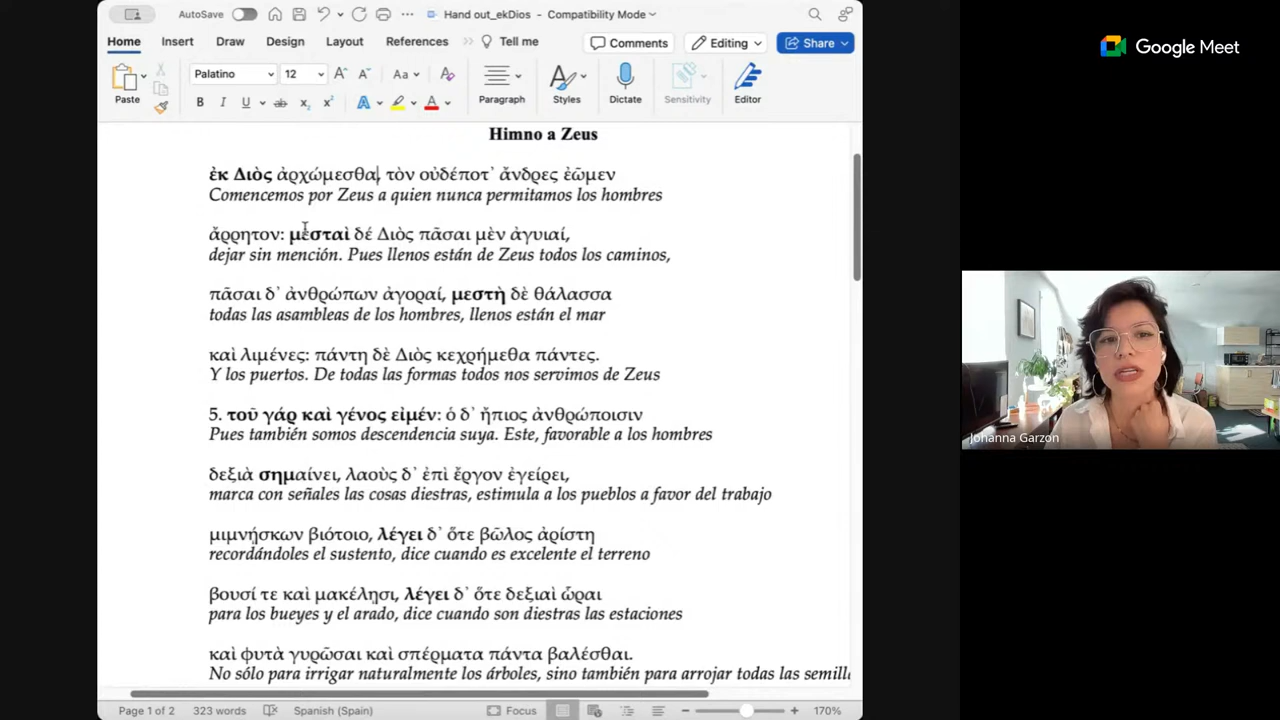 AutoSave
Hand out_ekDios - Compatibility Mode
Home Insert Draw Design Layout References Tell me Comments Editing Share
Palatino 12
Paste B I U ab x₂ x² A A Paragraph Styles Dictate Sensitivity Editor
Himno a Zeus
ἐκ Διὸς ἀρχώμεσθα, τὸν οὐδέποτ᾽ ἄνδρες ἐῶμεν
Comencemos por Zeus a quien nunca permitamos los hombres
ἄρρητον: μεσταὶ δέ Διὸς πᾶσαι μὲν ἀγυιαί,
dejar sin mención. Pues llenos están de Zeus todos los caminos,
πᾶσαι δ᾽ ἀνθρώπων ἀγοραί, μεστὴ δὲ θάλασσα
todas las asambleas de los hombres, llenos están el mar
καὶ λιμένες: πάντη δὲ Διὸς κεχρήμεθα πάντες.
Y los puertos. De todas las formas todos nos servimos de Zeus
5. τοῦ γάρ καὶ γένος εἰμέν: ὁ δ᾽ ἤπιος ἀνθρώποισιν
Pues también somos descendencia suya. Este, favorable a los hombres
δεξιὰ σημαίνει, λαοὺς δ᾽ ἐπὶ ἔργον ἐγείρει,
marca con señales las cosas diestras, estimula a los pueblos a favor del trabajo
μιμνῄσκων βιότοιο, λέγει δ᾽ ὅτε βῶλος ἀρίστη
recordándoles el sustento, dice cuando es excelente el terreno
βουσί τε καὶ μακέλῃσι, λέγει δ᾽ ὅτε δεξιαὶ ὧραι
para los bueyes y el arado, dice cuando son diestras las estaciones
καὶ φυτὰ γυρῶσαι καὶ σπέρματα πάντα βαλέσθαι.
No sólo para irrigar naturalmente los árboles, sino también para arrojar todas las semill
Page 1 of 2 323 words Spanish (Spain) Focus 170%
Google Meet
Johanna Garzon